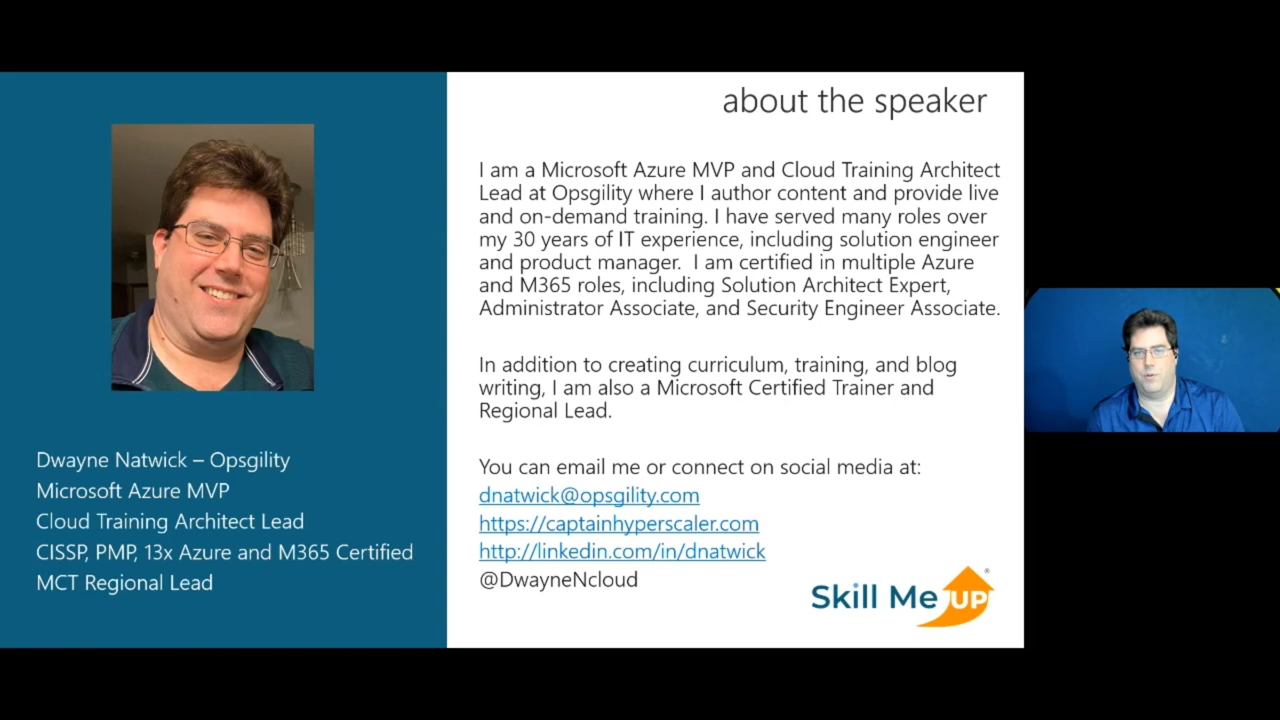 about the speaker
I am a Microsoft Azure MVP and Cloud Training Architect
Lead at Opsgility where I author content and provide live
and on-demand training. I have served many roles over
my 30 years of IT experience, including solution engineer
and product manager.  I am certified in multiple Azure
and M365 roles, including Solution Architect Expert,
Administrator Associate, and Security Engineer Associate.
In addition to creating curriculum, training, and blog
writing, I am also a Microsoft Certified Trainer and
Regional Lead.
You can email me or connect on social media at:
dnatwick@opsgility.com
https://captainhyperscaler.com
http://linkedin.com/in/dnatwick
@DwayneNcloud
Skill Me UP®
Dwayne Natwick – Opsgility
Microsoft Azure MVP
Cloud Training Architect Lead
CISSP, PMP, 13x Azure and M365 Certified
MCT Regional Lead